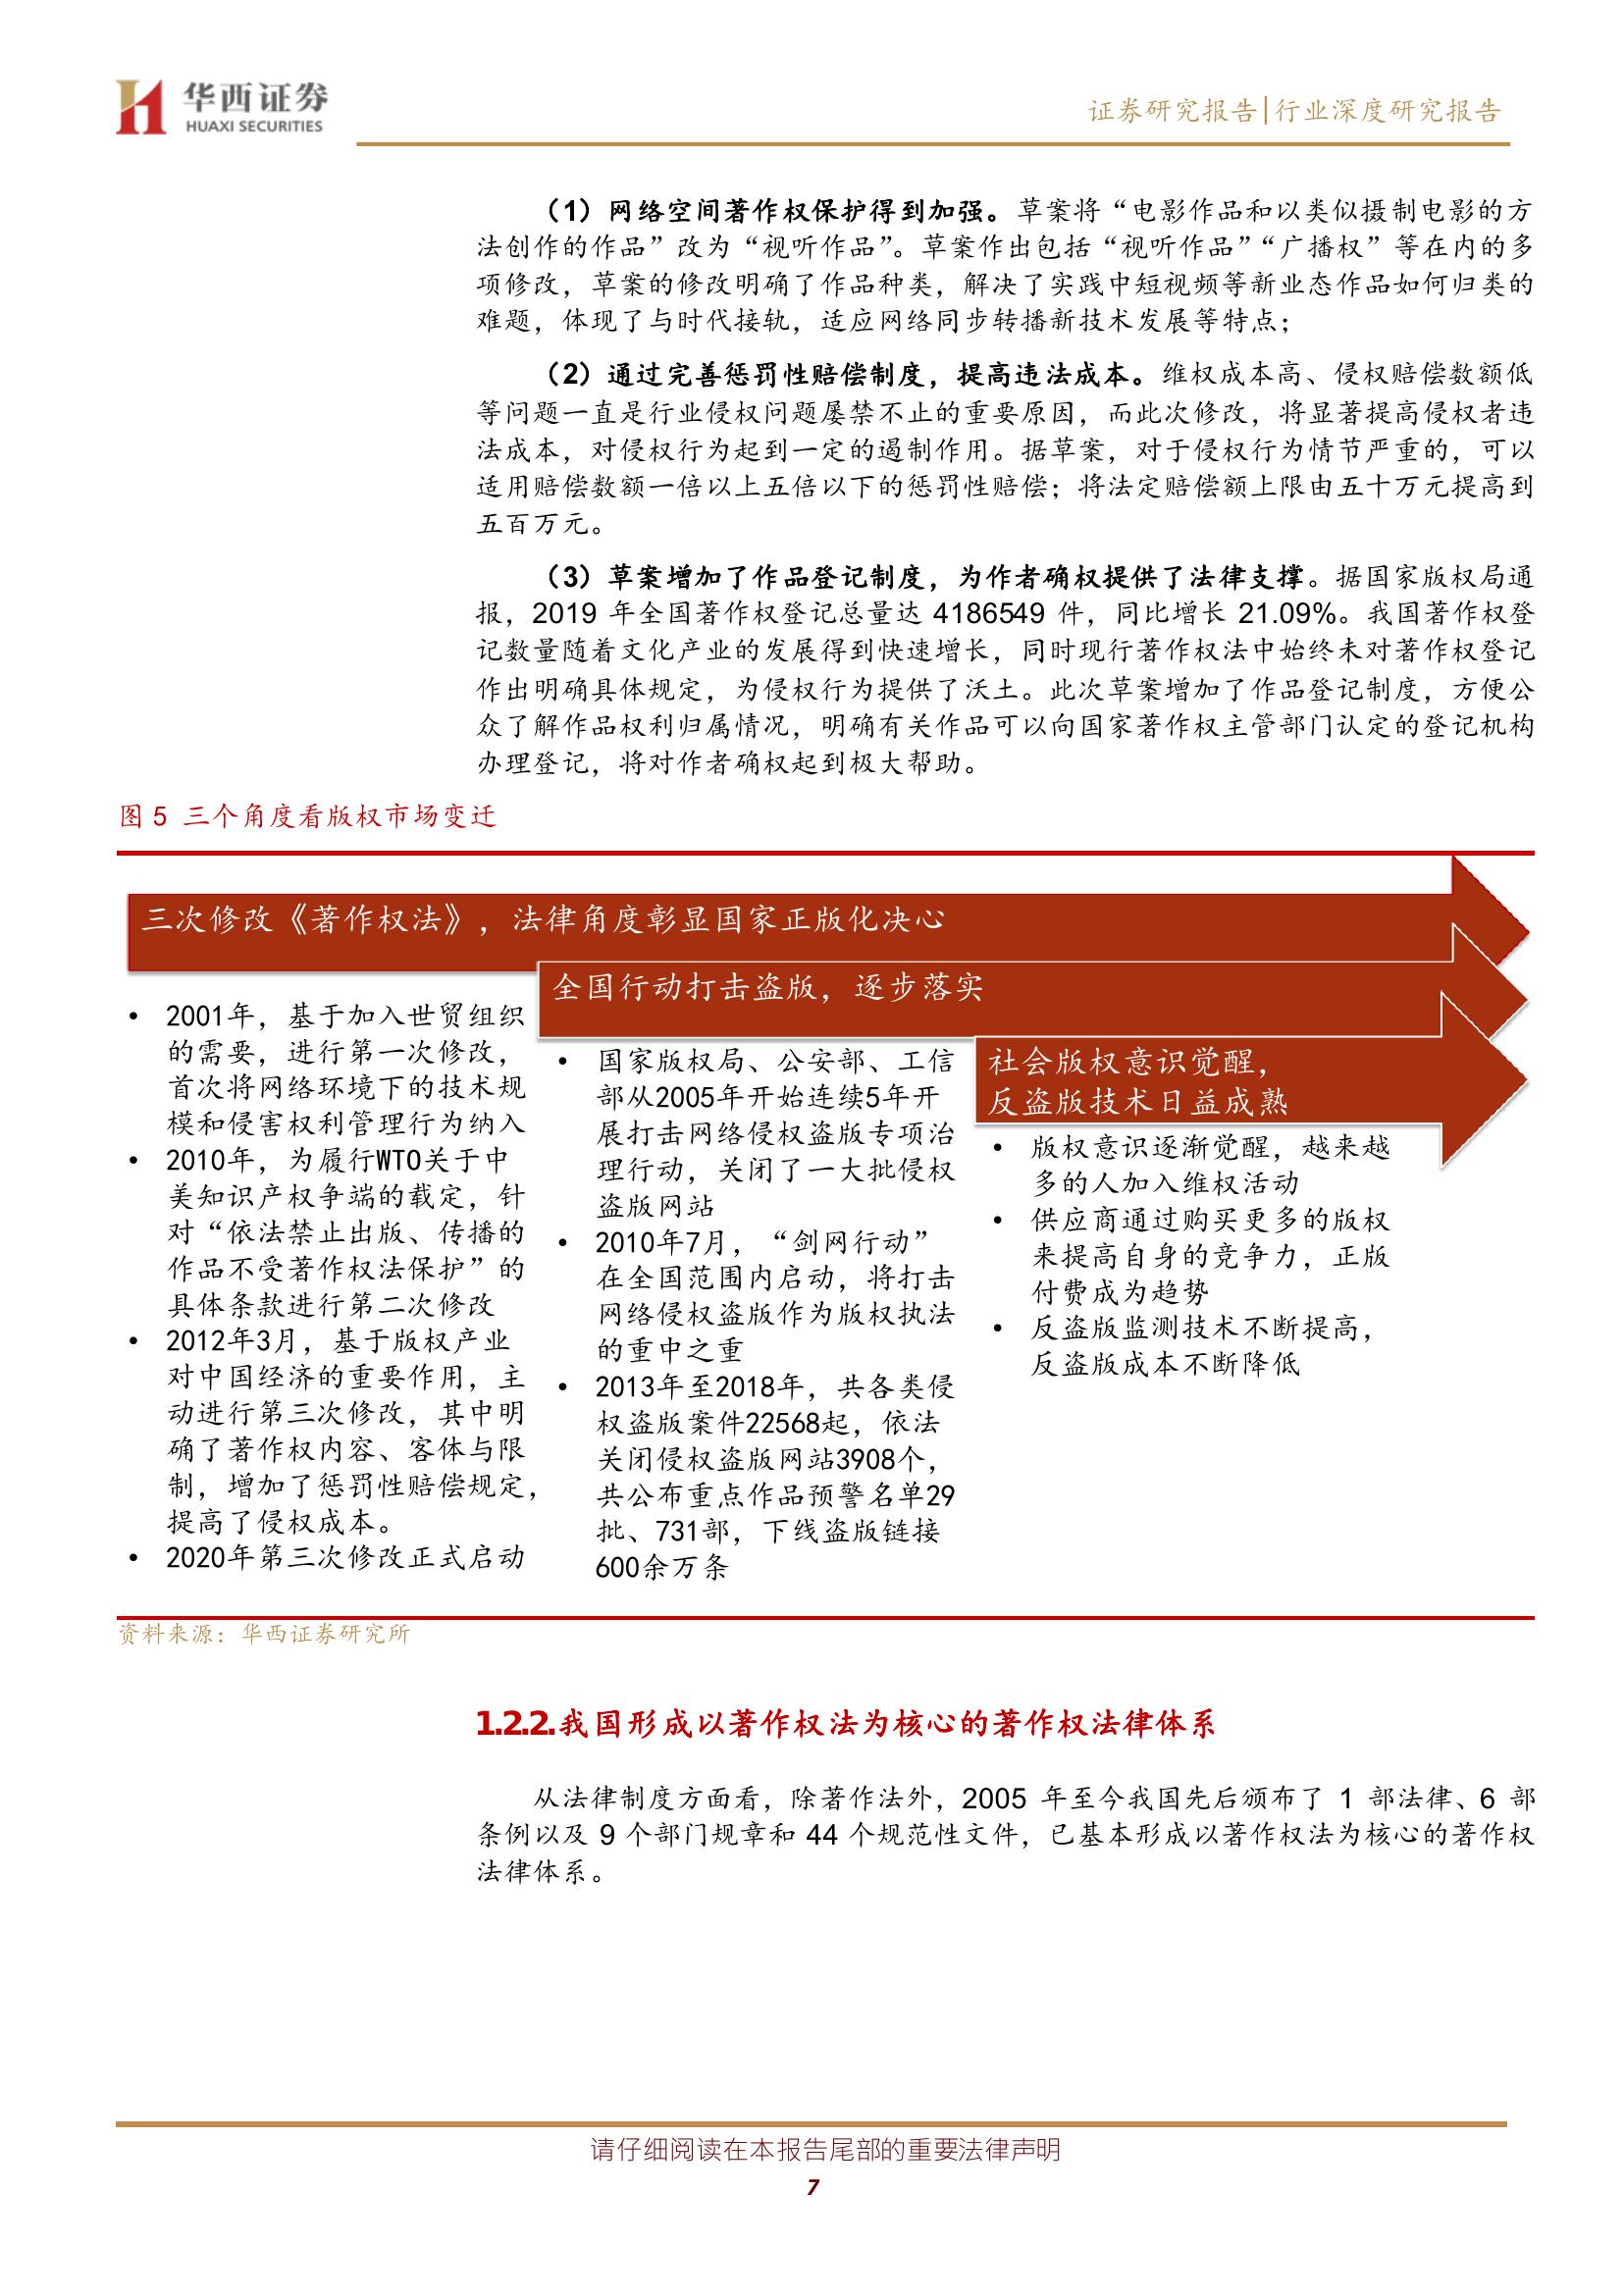 华西证券
HUAXI SECURITIES
证券研究报告|行业深度研究报告
（1）网络空间著作权保护得到加强。草案将“电影作品和以类似摄制电影的方
法创作的作品”改为“视听作品”。草案作出包括“视听作品”“广播权”等在内的多
项修改，草案的修改明确了作品种类，解决了实践中短视频等新业态作品如何归类的
难题，体现了与时代接轨，适应网络同步转播新技术发展等特点；
（2）通过完善惩罚性赔偿制度，提高违法成本。维权成本高、侵权赔偿数额低
等问题一直是行业侵权问题屡禁不止的重要原因，而此次修改，将显著提高侵权者违
法成本，对侵权行为起到一定的遏制作用。据草案，对于侵权行为情节严重的，可以
适用赔偿数额一倍以上五倍以下的惩罚性赔偿；将法定赔偿额上限由五十万元提高到
五百万元。
（3）草案增加了作品登记制度，为作者确权提供了法律支撑。据国家版权局通
报，2019 年全国著作权登记总量达 4186549 件，同比增长 21.09%。我国著作权登
记数量随着文化产业的发展得到快速增长，同时现行著作权法中始终未对著作权登记
作出明确具体规定，为侵权行为提供了沃土。此次草案增加了作品登记制度，方便公
众了解作品权利归属情况，明确有关作品可以向国家著作权主管部门认定的登记机构
办理登记，将对作者确权起到极大帮助。
图 5 三个角度看版权市场变迁
三次修改《著作权法》，法律角度彰显国家正版化决心
• 2001年，基于加入世贸组织
的需要，进行第一次修改，
首次将网络环境下的技术规
模和侵害权利管理行为纳入
• 2010年，为履行WTO关于中
美知识产权争端的载定，针
对“依法禁止出版、传播的
作品不受著作权法保护”的
具体条款进行第二次修改
• 2012年3月，基于版权产业
对中国经济的重要作用，主
动进行第三次修改，其中明
确了著作权内容、客体与限
制，增加了惩罚性赔偿规定，
提高了侵权成本。
• 2020年第三次修改正式启动
全国行动打击盗版，逐步落实
• 国家版权局、公安部、工信
部从2005年开始连续5年开
展打击网络侵权盗版专项治
理行动，关闭了一大批侵权
盗版网站
• 2010年7月，“剑网行动”
在全国范围内启动，将打击
网络侵权盗版作为版权执法
的重中之重
• 2013年至2018年，共各类侵
权盗版案件22568起，依法
关闭侵权盗版网站3908个，
共公布重点作品预警名单29
批、731部，下线盗版链接
600余万条
社会版权意识觉醒，
反盗版技术日益成熟
• 版权意识逐渐觉醒，越来越
多的人加入维权活动
• 供应商通过购买更多的版权
来提高自身的竞争力，正版
付费成为趋势
• 反盗版监测技术不断提高，
反盗版成本不断降低
资料来源：华西证券研究所
1.2.2.我国形成以著作权法为核心的著作权法律体系
从法律制度方面看，除著作法外，2005 年至今我国先后颁布了 1 部法律、6 部
条例以及 9 个部门规章和 44 个规范性文件，已基本形成以著作权法为核心的著作权
法律体系。
请仔细阅读在本报告尾部的重要法律声明
7